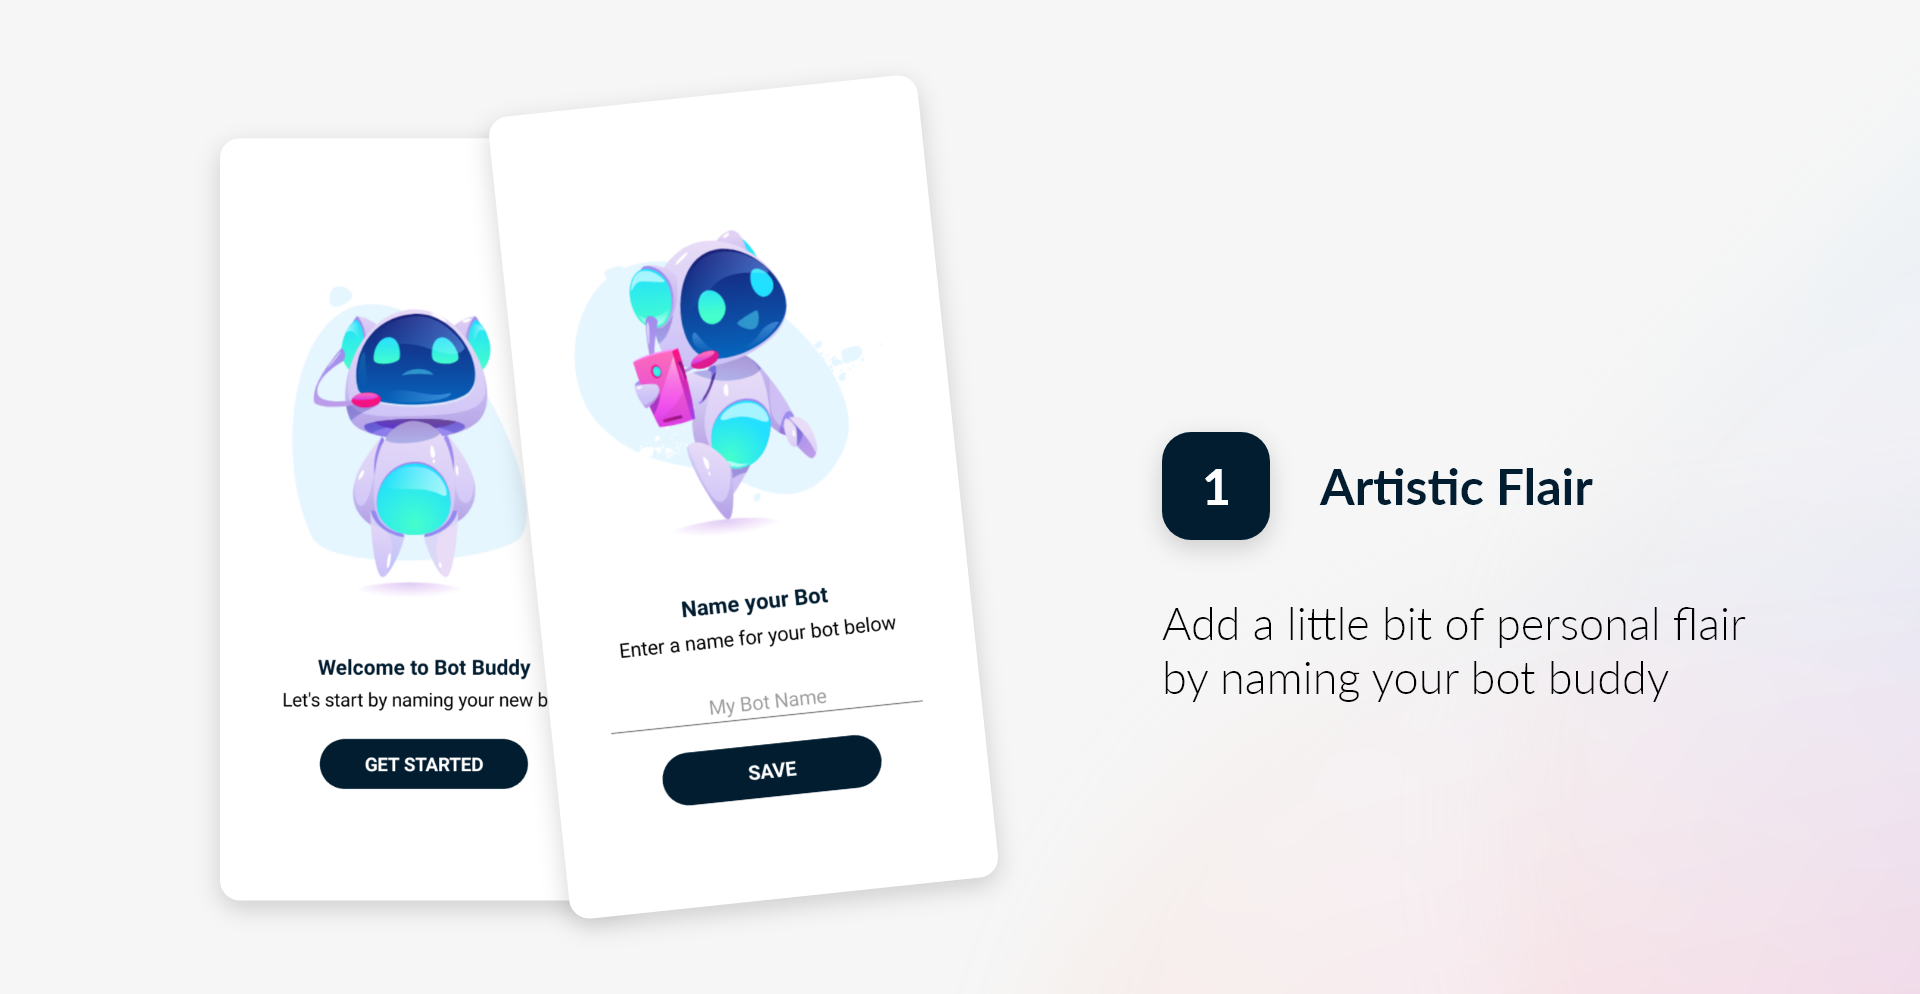 Welcome to Bot Buddy
Let's start by naming your new b
GET STARTED
Name your Bot
Enter a name for your bot below
My Bot Name
SAVE
1
Artistic Flair
Add a little bit of personal flair
by naming your bot buddy